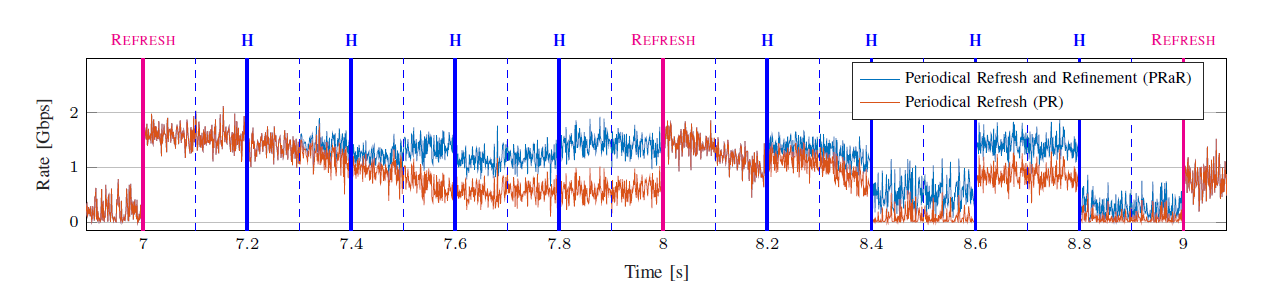 REFRESH H H H H REFRESH H H H H REFRESH
Periodical Refresh and Refinement (PRaR)
Periodical Refresh (PR)
Rate [Gbps]
2
1
0
7 7.2 7.4 7.6 7.8 8 8.2 8.4 8.6 8.8 9
Time [s]